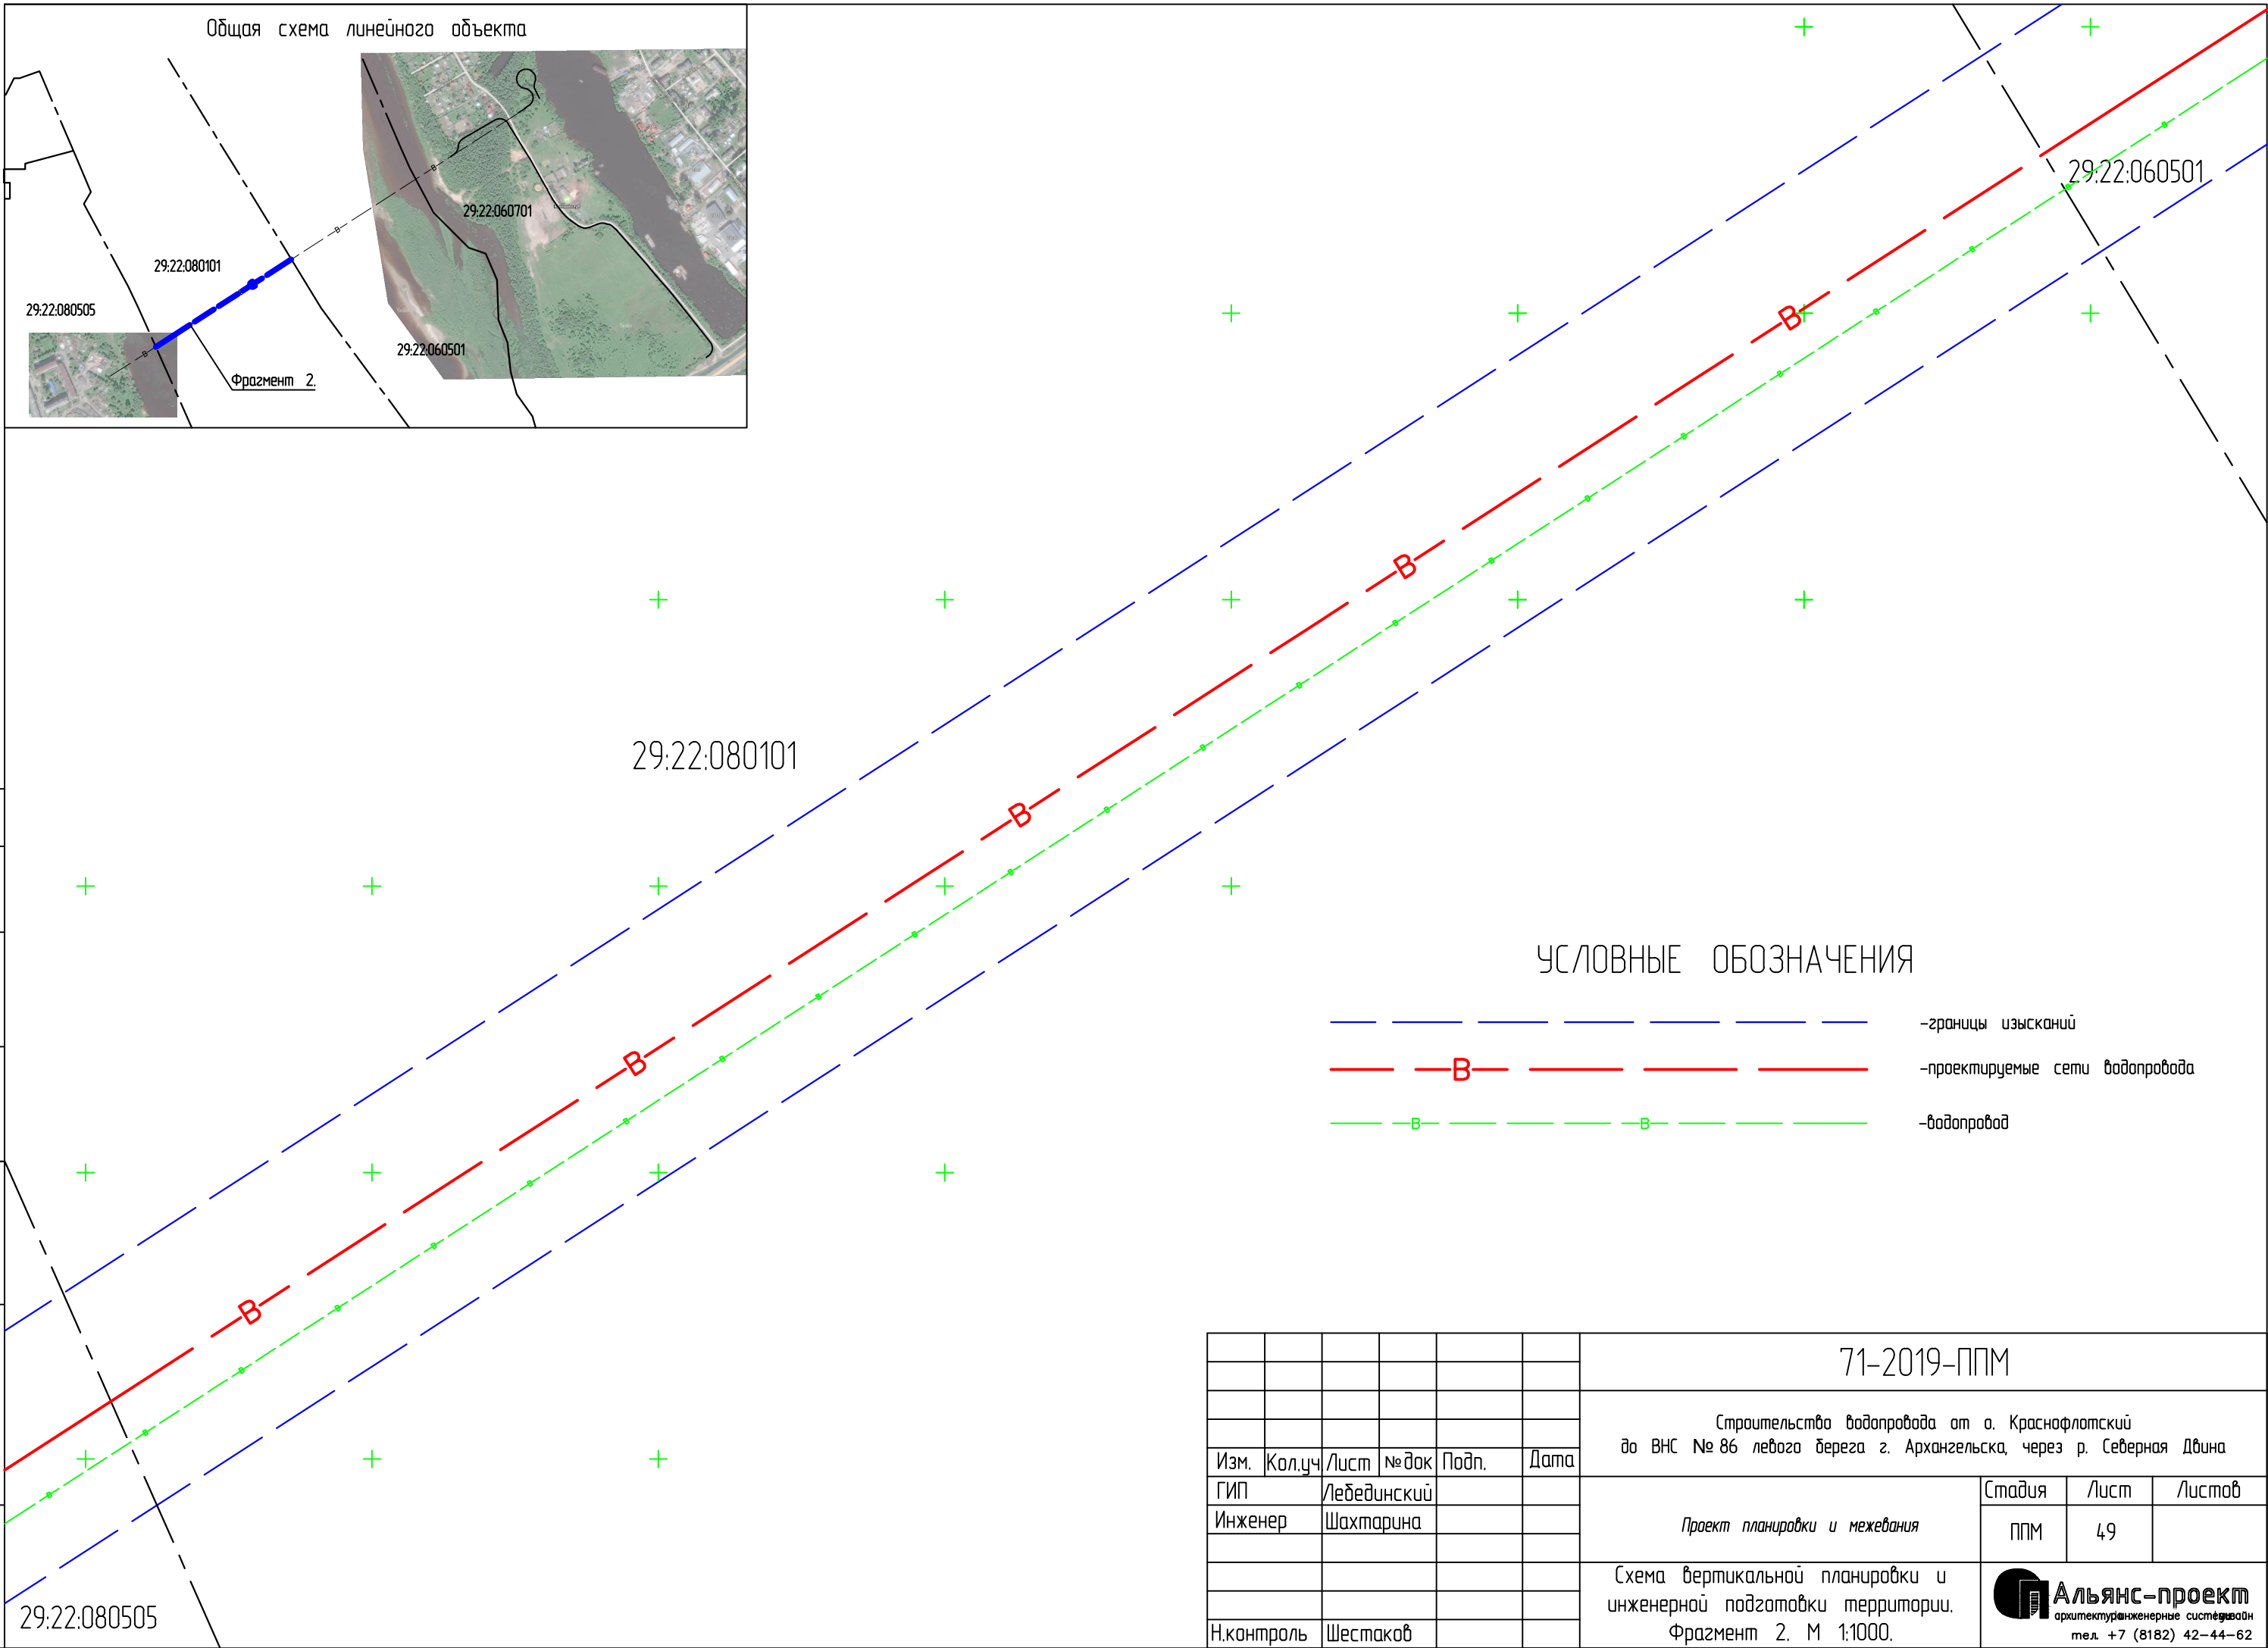 Общая схема линейного объекта
29:22:060701
29:22:080101
29:22:080505
29:22:060501
Фрагмент 2.
В
В
В
29:22:060501
В
В
29:22:080101
В
В
В
29:22:080505
УСЛОВНЫЕ ОБОЗНАЧЕНИЯ
-границы изысканий
В
-проектируемые сети водопровода
В В
-водопровод
71-2019-ППМ
Строительство водопровода от о. Краснофлотский
до ВНС № 86 левого берега г. Архангельска, через р. Северная Двина
Изм. Кол.уч Лист №док Подп. Дата
ГИП Лебединский
Инженер Шахтарина
Проект планировки и межевания
Стадия Лист Листов
ППМ 49
Схема вертикальной планировки и
инженерной подготовки территории.
Фрагмент 2. М 1:1000.
Н.контроль Шестаков
Альянс-проект
архитектура инженерные системы дизайн
тел. +7 (8182) 42-44-62